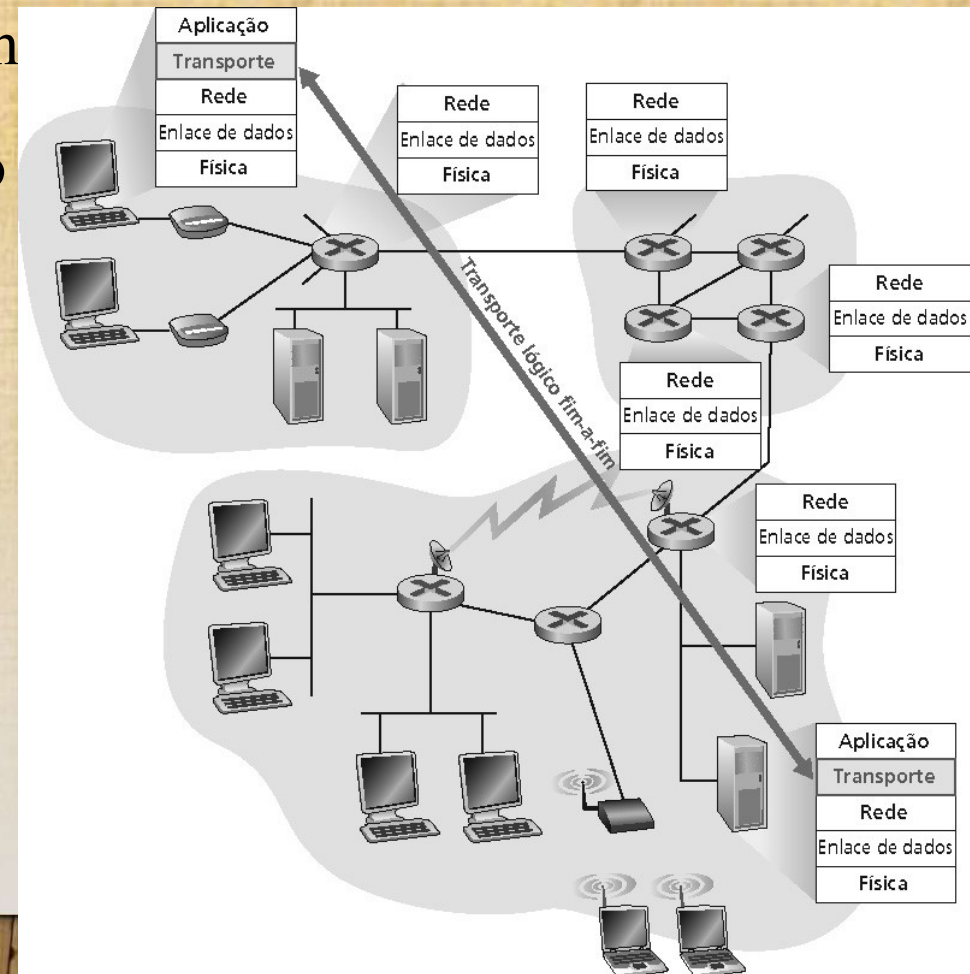 Aplicação
Transporte
Rede
Enlace de dados
Física
Rede
Enlace de dados
Física
Rede
Enlace de dados
Física
Rede
Enlace de dados
Física
Transporte lógico fim-a-fim
Rede
Enlace de dados
Física
Rede
Enlace de dados
Física
Aplicação
Transporte
Rede
Enlace de dados
Física